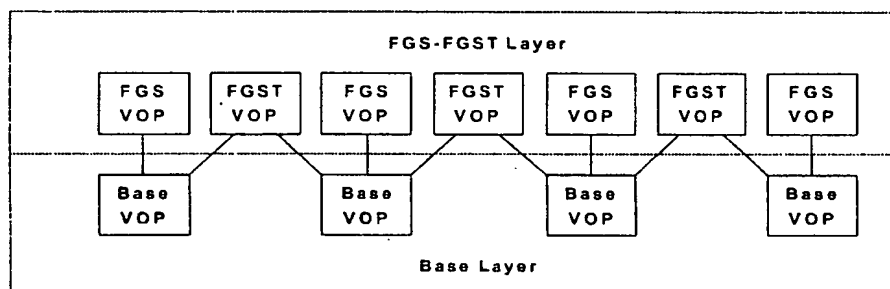 FGS-FGST Layer
FGS FGST FGS FGST FGS FGST FGS
VOP VOP VOP VOP VOP VOP VOP
Base Base Base Base
VOP VOP VOP VOP
Base Layer